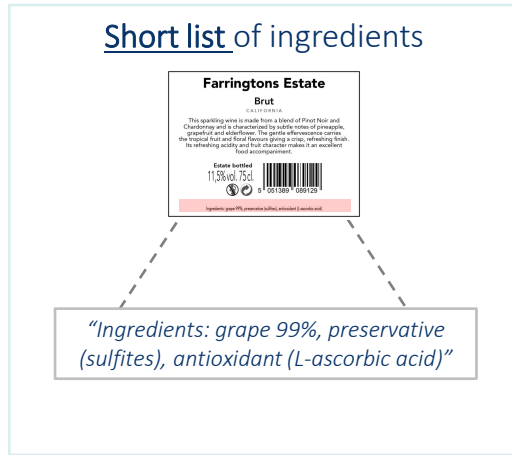 Short list of ingredients
Farringtons Estate
Brut
CALIFORNIA
This sparkling wine is made from a blend of Pinot Noir and
Chardonnay and is characterized by subtle notes of pineapple,
grapefruit and elderflower. The gentle effervescence carries
the tropical fruit and floral flavours giving a crisp, refreshing finish.
Its refreshing acidity and fruit character makes it an excellent
food accompaniment.
Estate bottled
11,5%vol. 75cl.
5 051389 089129
Ingredients: grape 99%, preservative (sulfites), antioxidant (L-ascorbic acid)
“Ingredients: grape 99%, preservative
(sulfites), antioxidant (L-ascorbic acid)”